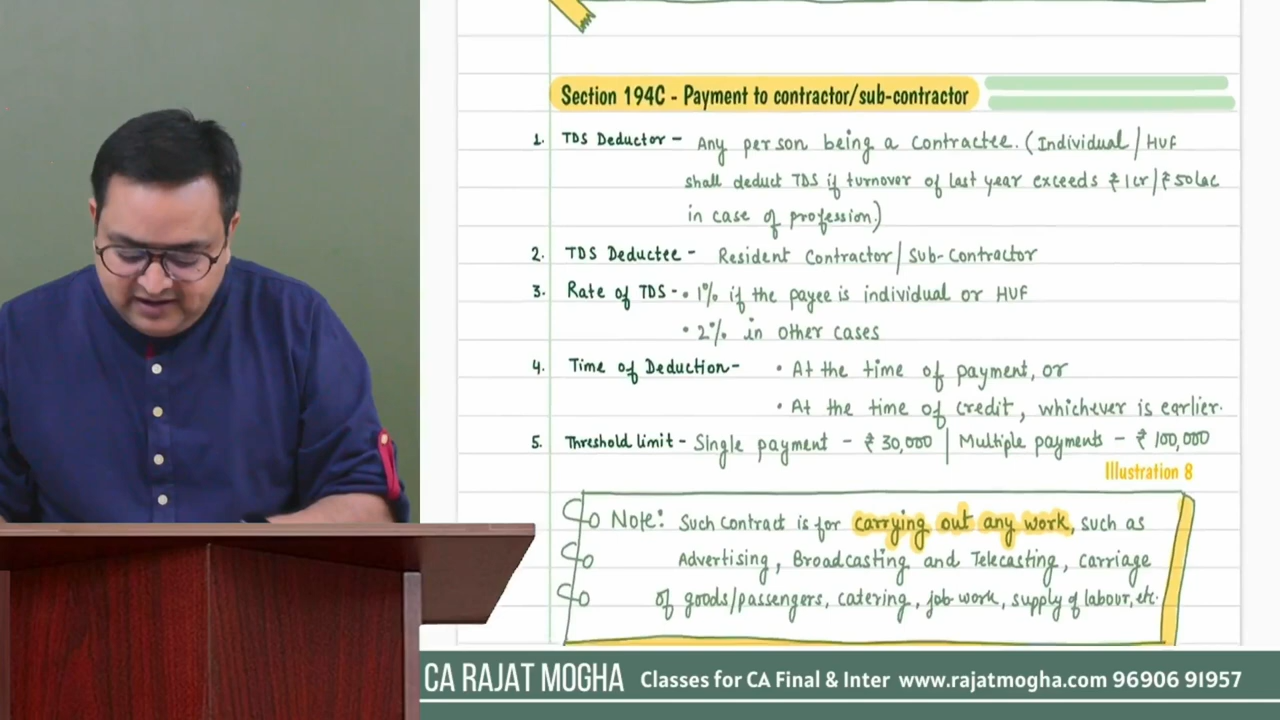 Section 194C - Payment to contractor/sub-contractor
1. TDS Deductor - Any person being a contractee. (Individual/HUF
shall deduct TDS if turnover of last year exceeds ₹1cr/₹50lac
in case of profession.)
2. TDS Deductee - Resident Contractor/Sub-Contractor
3. Rate of TDS - • 1% if the payee is individual or HUF
• 2% in other cases
4. Time of Deduction - • At the time of payment, or
• At the time of credit, whichever is earlier.
5. Threshold limit - Single payment - ₹ 30,000 | Multiple payments - ₹ 100,000
Illustration 8
Note: Such Contract is for carrying out any work, such as
Advertising, Broadcasting and Telecasting, carriage
of goods/passengers, catering, job work, supply of labour, etc.
CA RAJAT MOGHA Classes for CA Final & Inter www.rajatmogha.com 96906 91957